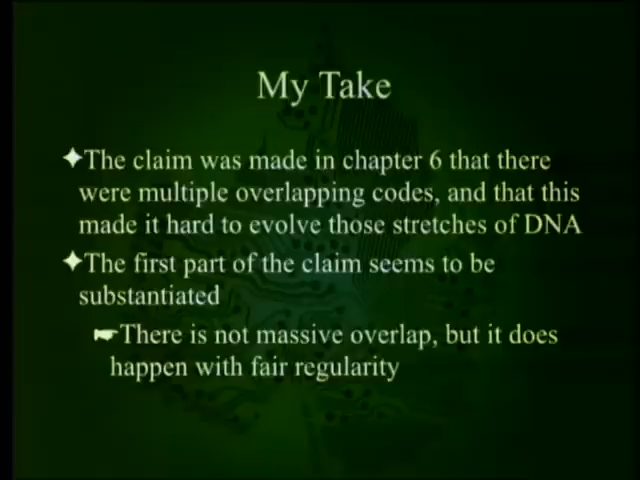 My Take
The claim was made in chapter 6 that there
were multiple overlapping codes, and that this
made it hard to evolve those stretches of DNA
The first part of the claim seems to be
substantiated
There is not massive overlap, but it does
happen with fair regularity